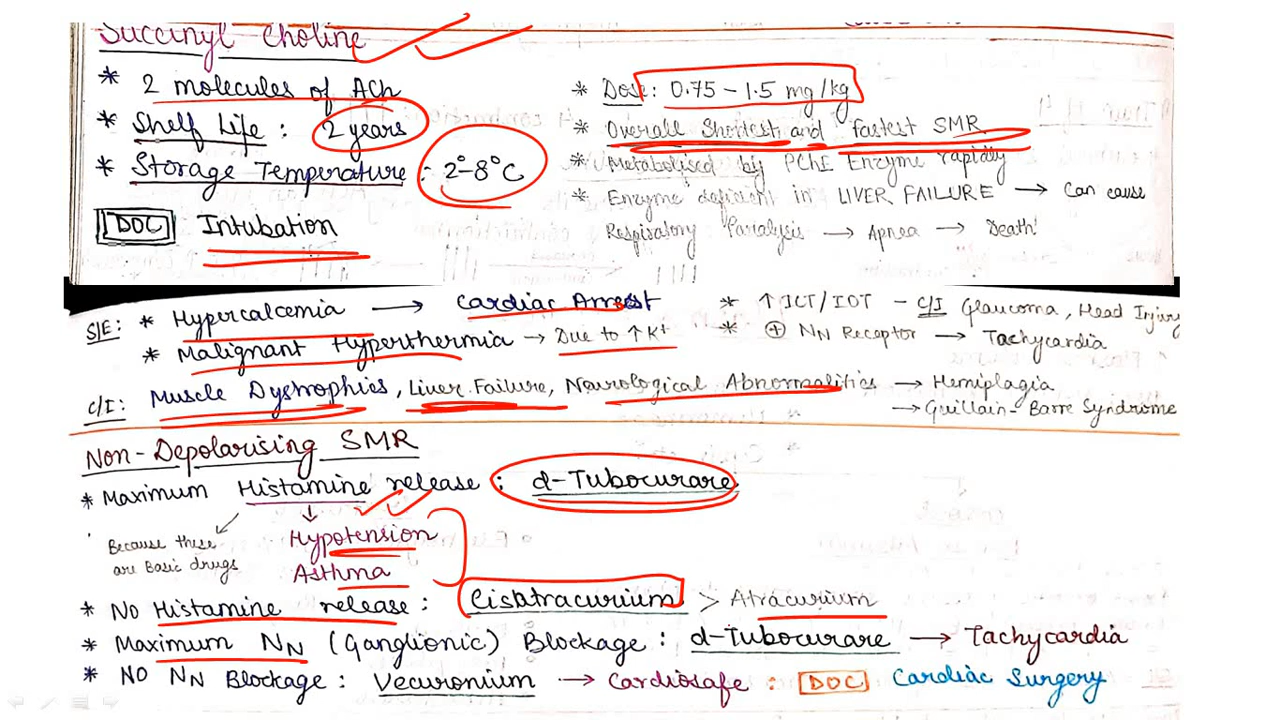 Succinyl Choline
* 2 molecules of ACh
* Shelf Life : 2 years
* Storage Temperature : 2°-8°C
DOC Intubation
* Dose: 0.75 – 1.5 mg/kg
* Overall Shortest and fastest SMR
* Metabolised by PChE Enzyme rapidly
* Enzyme deficient in LIVER FAILURE → Can cause
Respiratory Paralysis → Apnea → Death!
S/E: * Hypercalcemia → Cardiac Arrest
* Malignant Hyperthermia → Due to ↑ K+
* ↑ ICT/IOT – C/I Glaucoma, Head Injury
* ⊕ NN Receptor → Tachycardia
C/I: Muscle Dystrophies, Liver Failure, Neurological Abnormalities → Hemiplagia
→ Guillain-Barre Syndrome
Non-Depolarising SMR
* Maximum Histamine release : d-Tubocurare
↓
Because these are Basic drugs
Hypotension
Asthma
* No Histamine release : Cisatracurium > Atracurium
* Maximum NN (Ganglionic) Blockage : d-Tubocurare → Tachycardia
* NO NN Blockage : Vecuronium → Cardiosafe : DOC Cardiac Surgery